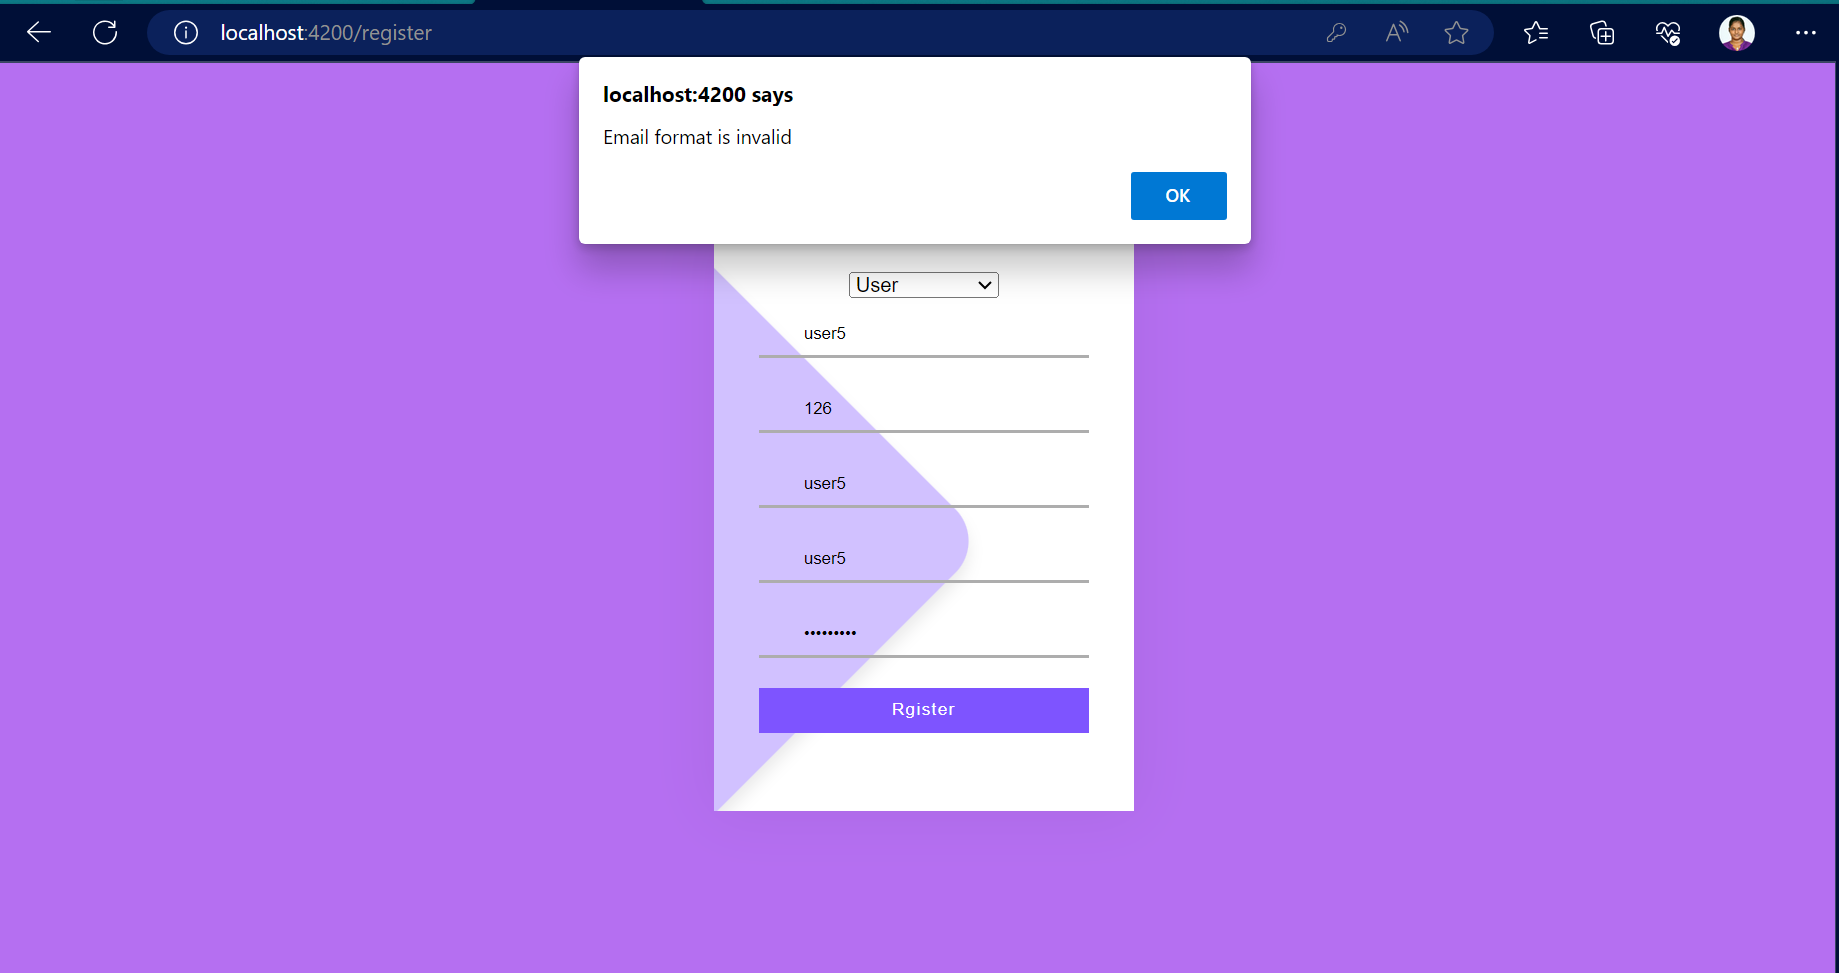 localhost:4200/register
localhost:4200 says
Email format is invalid
OK
User
user5
126
user5
user5
•••••••••
Rgister